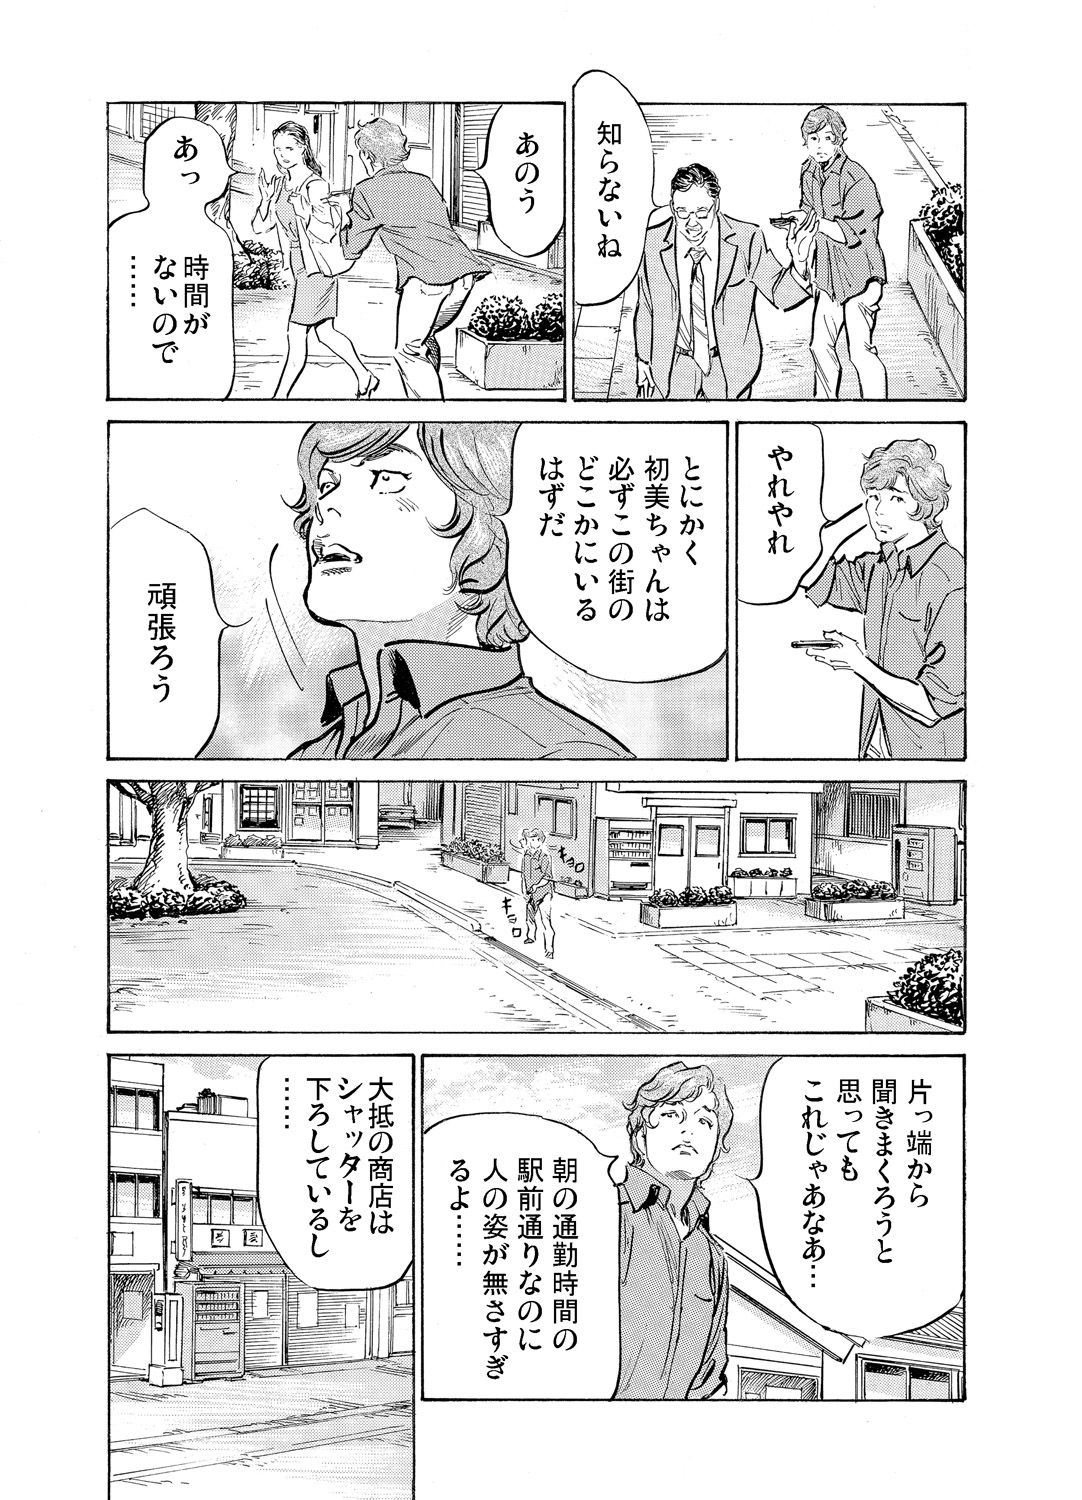 知らないね
あのう
あっ
時間が
ないので
……
やれやれ
とにかく
初美ちゃんは
必ずこの街の
どこかにいる
はずだ
頑張ろう
キョロ
キョロ
片っ端から
聞きまくろうと
思っても
これじゃあなあ…
朝の通勤時間の
駅前通りなのに
人の姿が無さすぎ
るよ……
大抵の商店は
シャッターを
下ろしているし
……